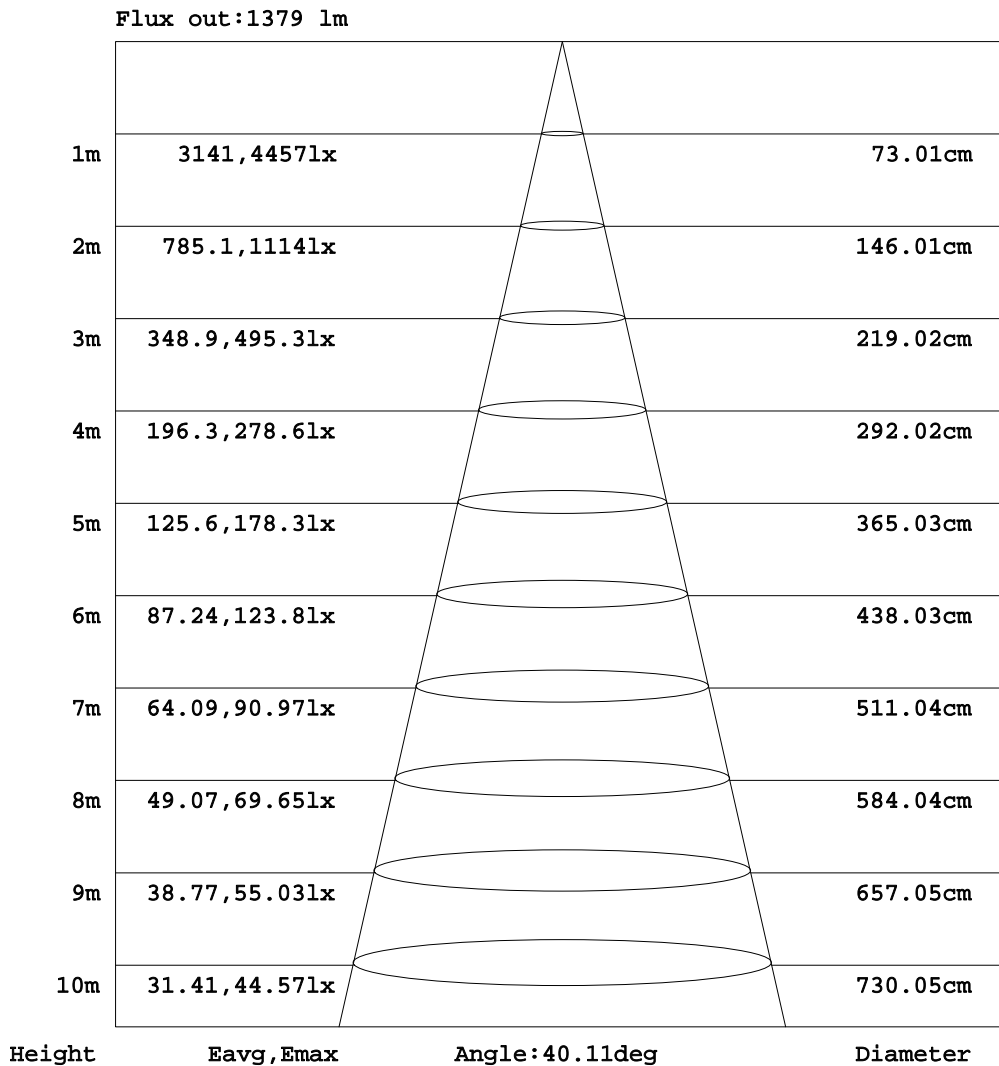 Flux out:1379 lm
1m 3141,4457lx 73.01cm
2m 785.1,1114lx 146.01cm
3m 348.9,495.3lx 219.02cm
4m 196.3,278.6lx 292.02cm
5m 125.6,178.3lx 365.03cm
6m 87.24,123.8lx 438.03cm
7m 64.09,90.97lx 511.04cm
8m 49.07,69.65lx 584.04cm
9m 38.77,55.03lx 657.05cm
10m 31.41,44.57lx 730.05cm
Height Eavg,Emax Angle:40.11deg Diameter